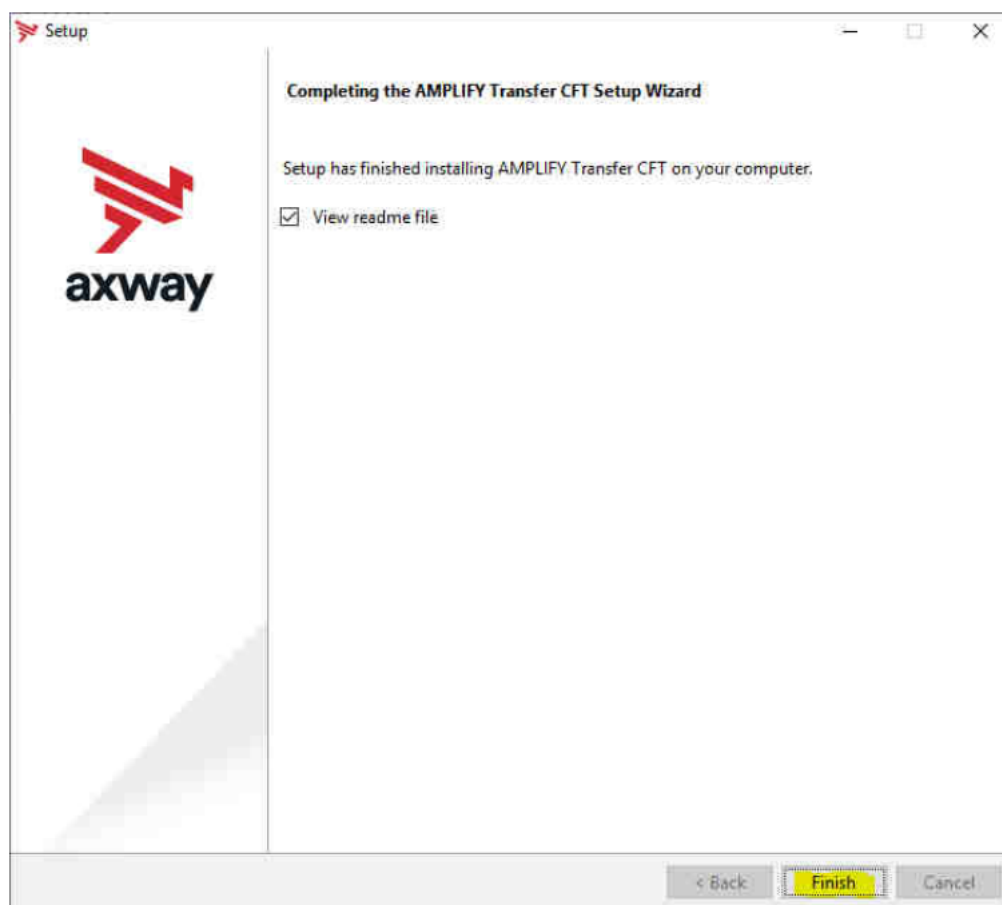 Setup
Completing the AMPLIFY Transfer CFT Setup Wizard
Setup has finished installing AMPLIFY Transfer CFT on your computer.
View readme file
axway
< Back
Finish
Cancel